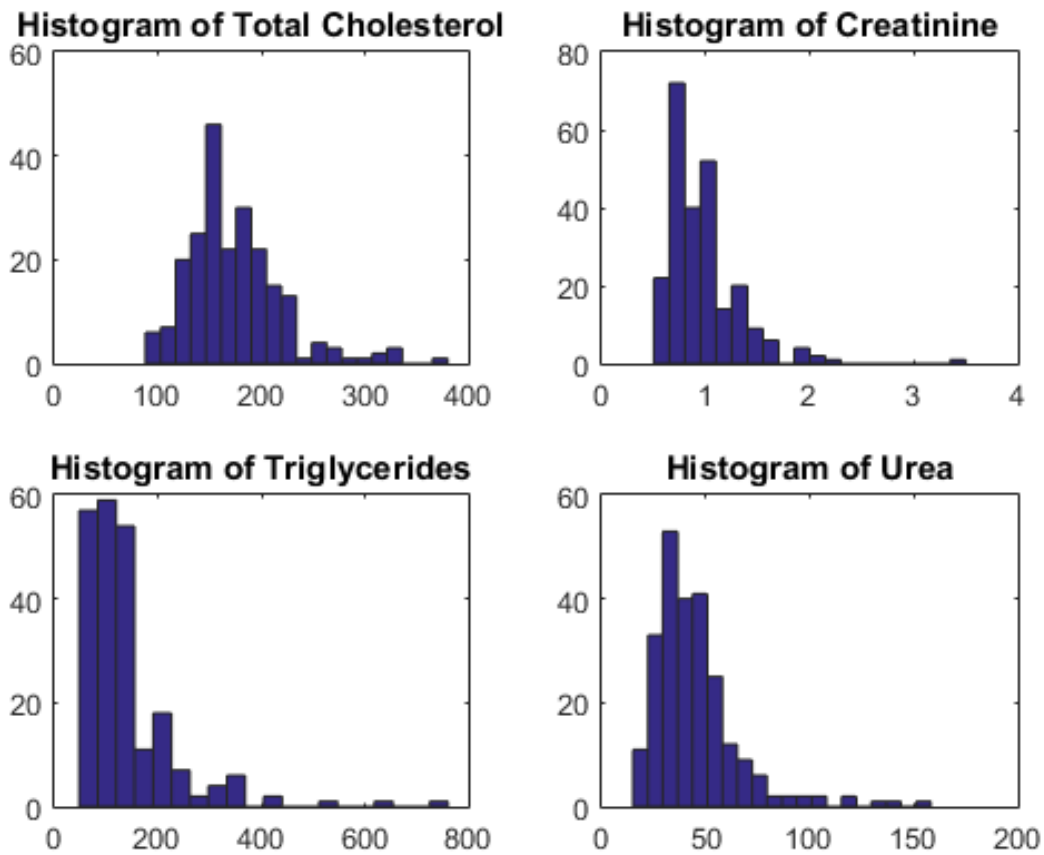 Histogram of Total Cholesterol
60
40
20
0
0 100 200 300 400
Histogram of Creatinine
80
60
40
20
0
0 1 2 3 4
Histogram of Triglycerides
60
40
20
0
0 200 400 600 800
Histogram of Urea
60
40
20
0
0 50 100 150 200